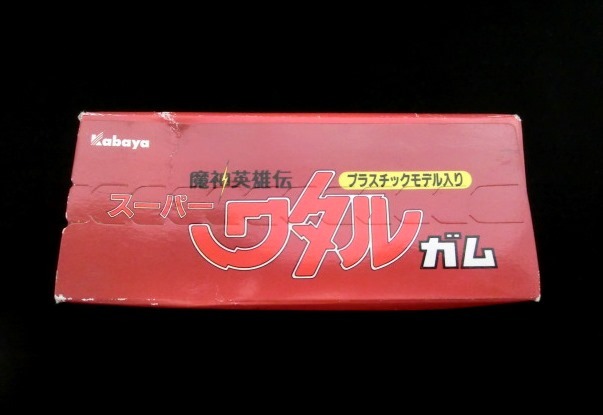 Kabaya
魔神英雄伝
プラスチックモデル入り
スーパー
ワタル
ガム